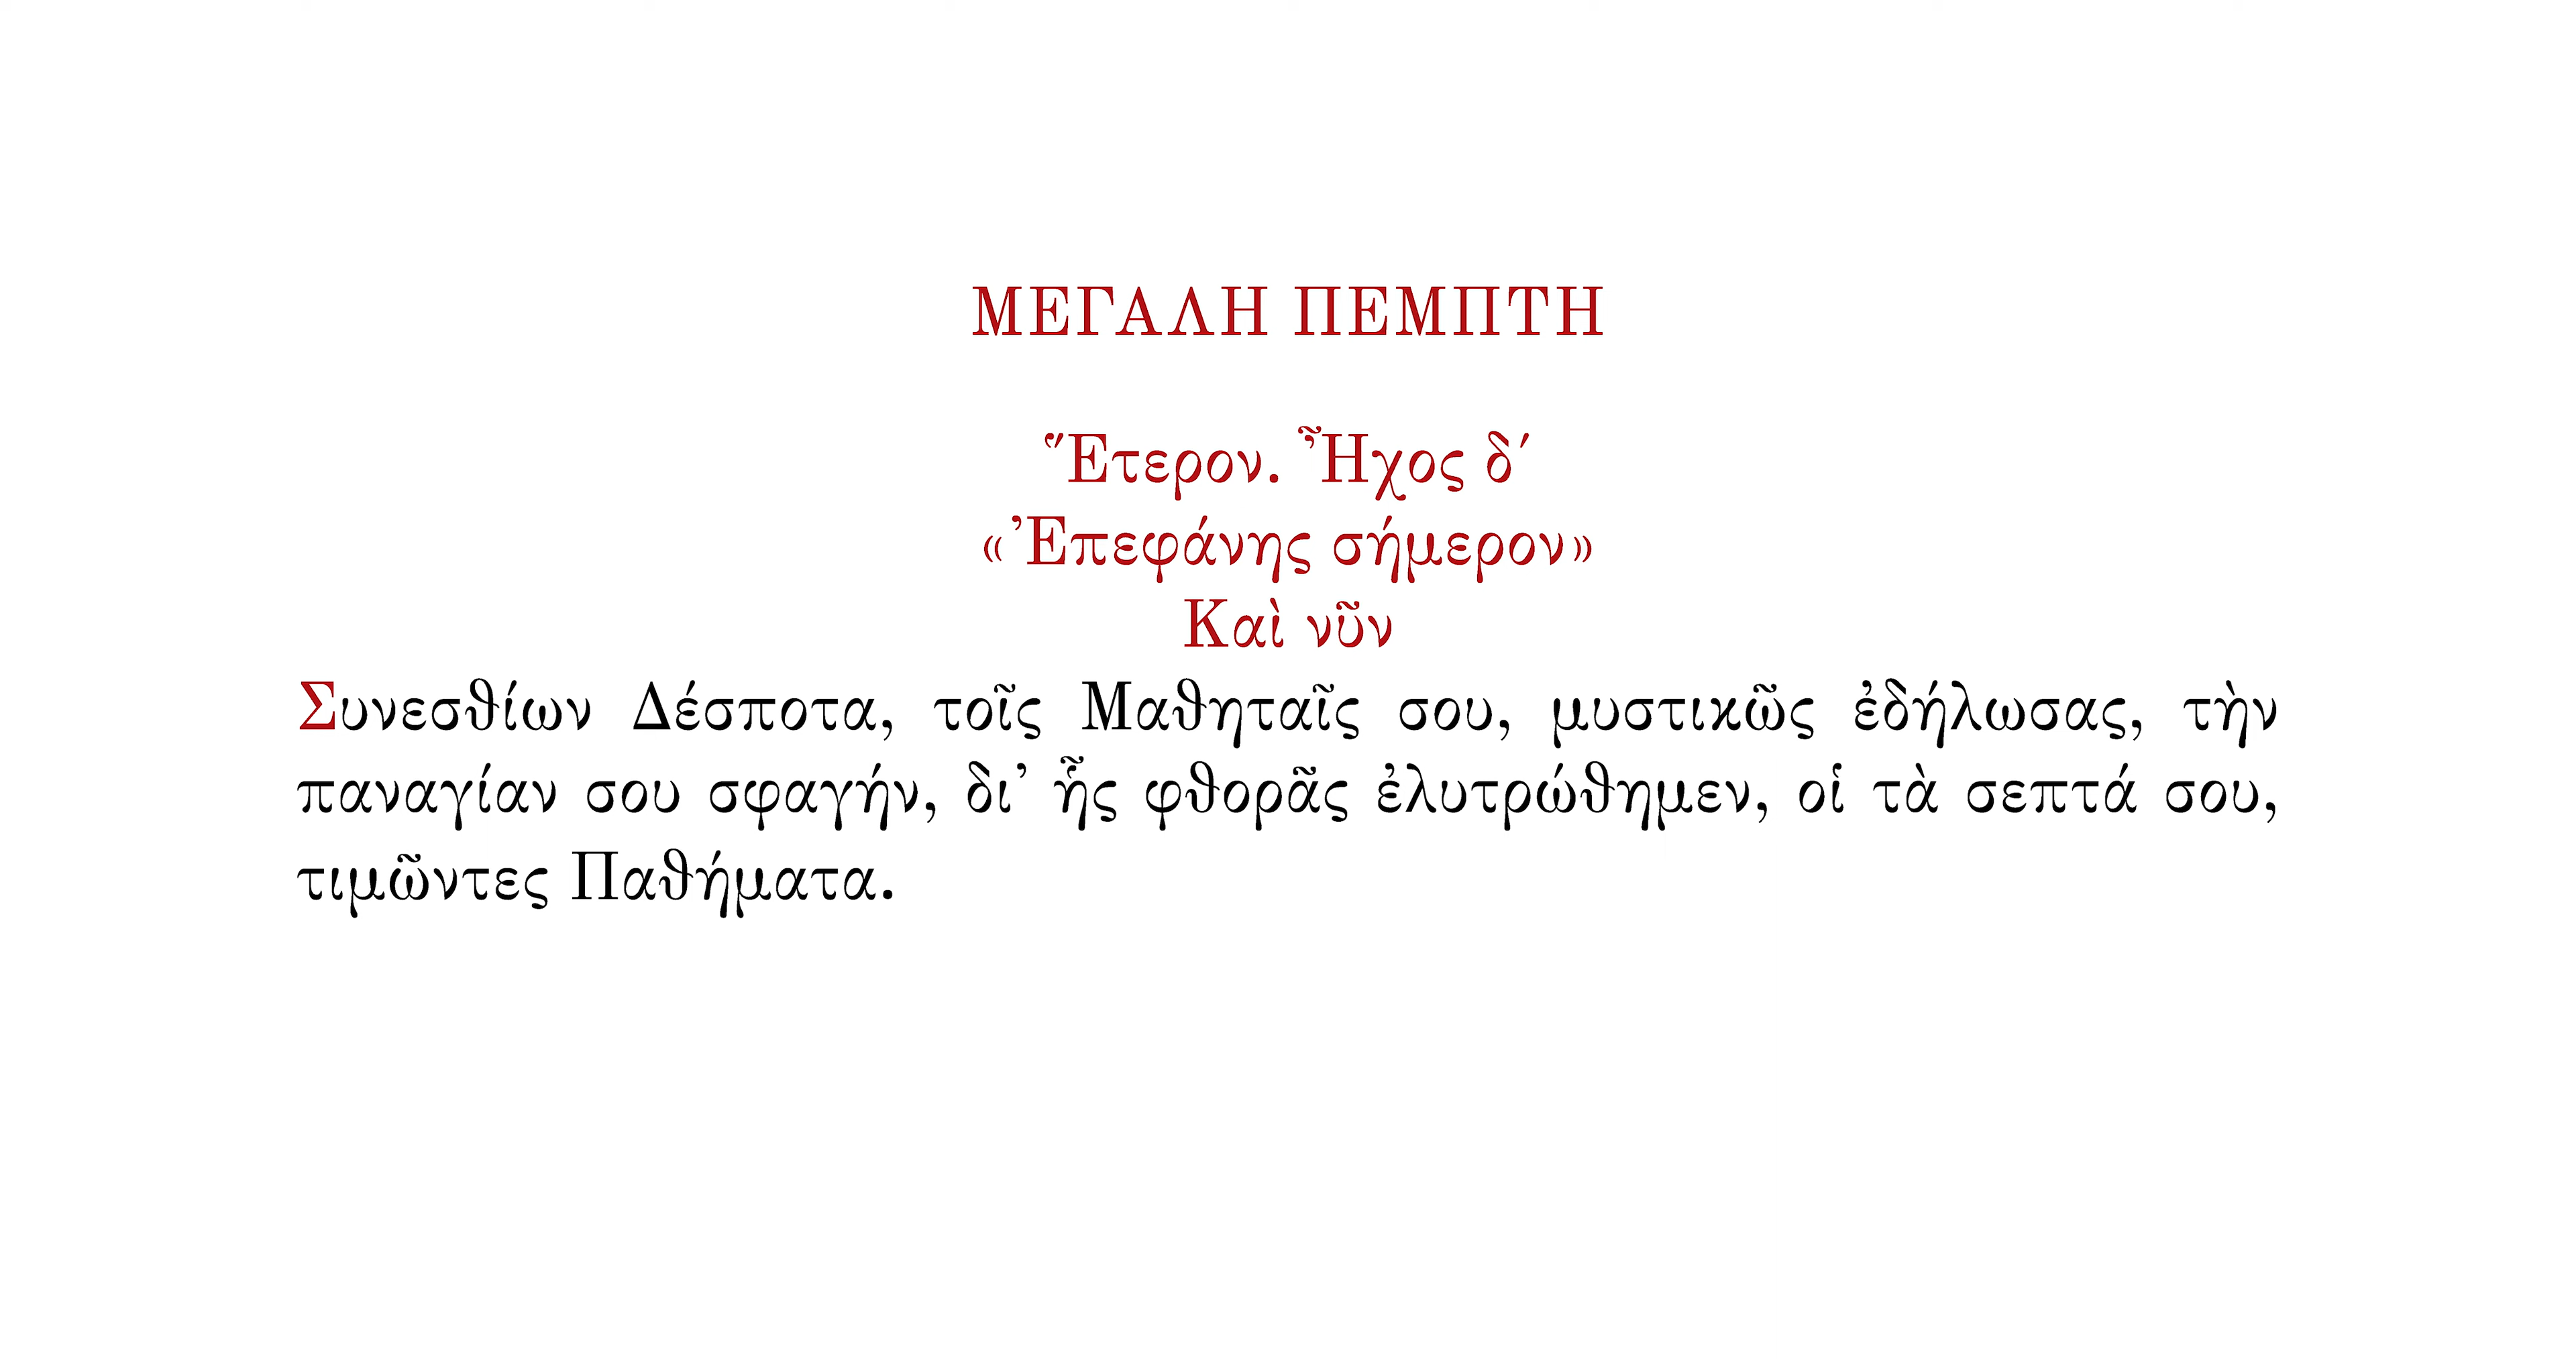 ΜΕΓΑΛΗ ΠΕΜΠΤΗ
Ἕτερον. Ἦχος δ´
«Ἐπεφάνης σήμερον»
Καὶ νῦν
Συνεσθίων Δέσποτα, τοῖς Μαθηταῖς σου, μυστικῶς ἐδήλωσας, τὴν
παναγίαν σου σφαγήν, δι᾿ ἧς φθορᾶς ἐλυτρώθημεν, οἱ τὰ σεπτά σου,
τιμῶντες Παθήματα.